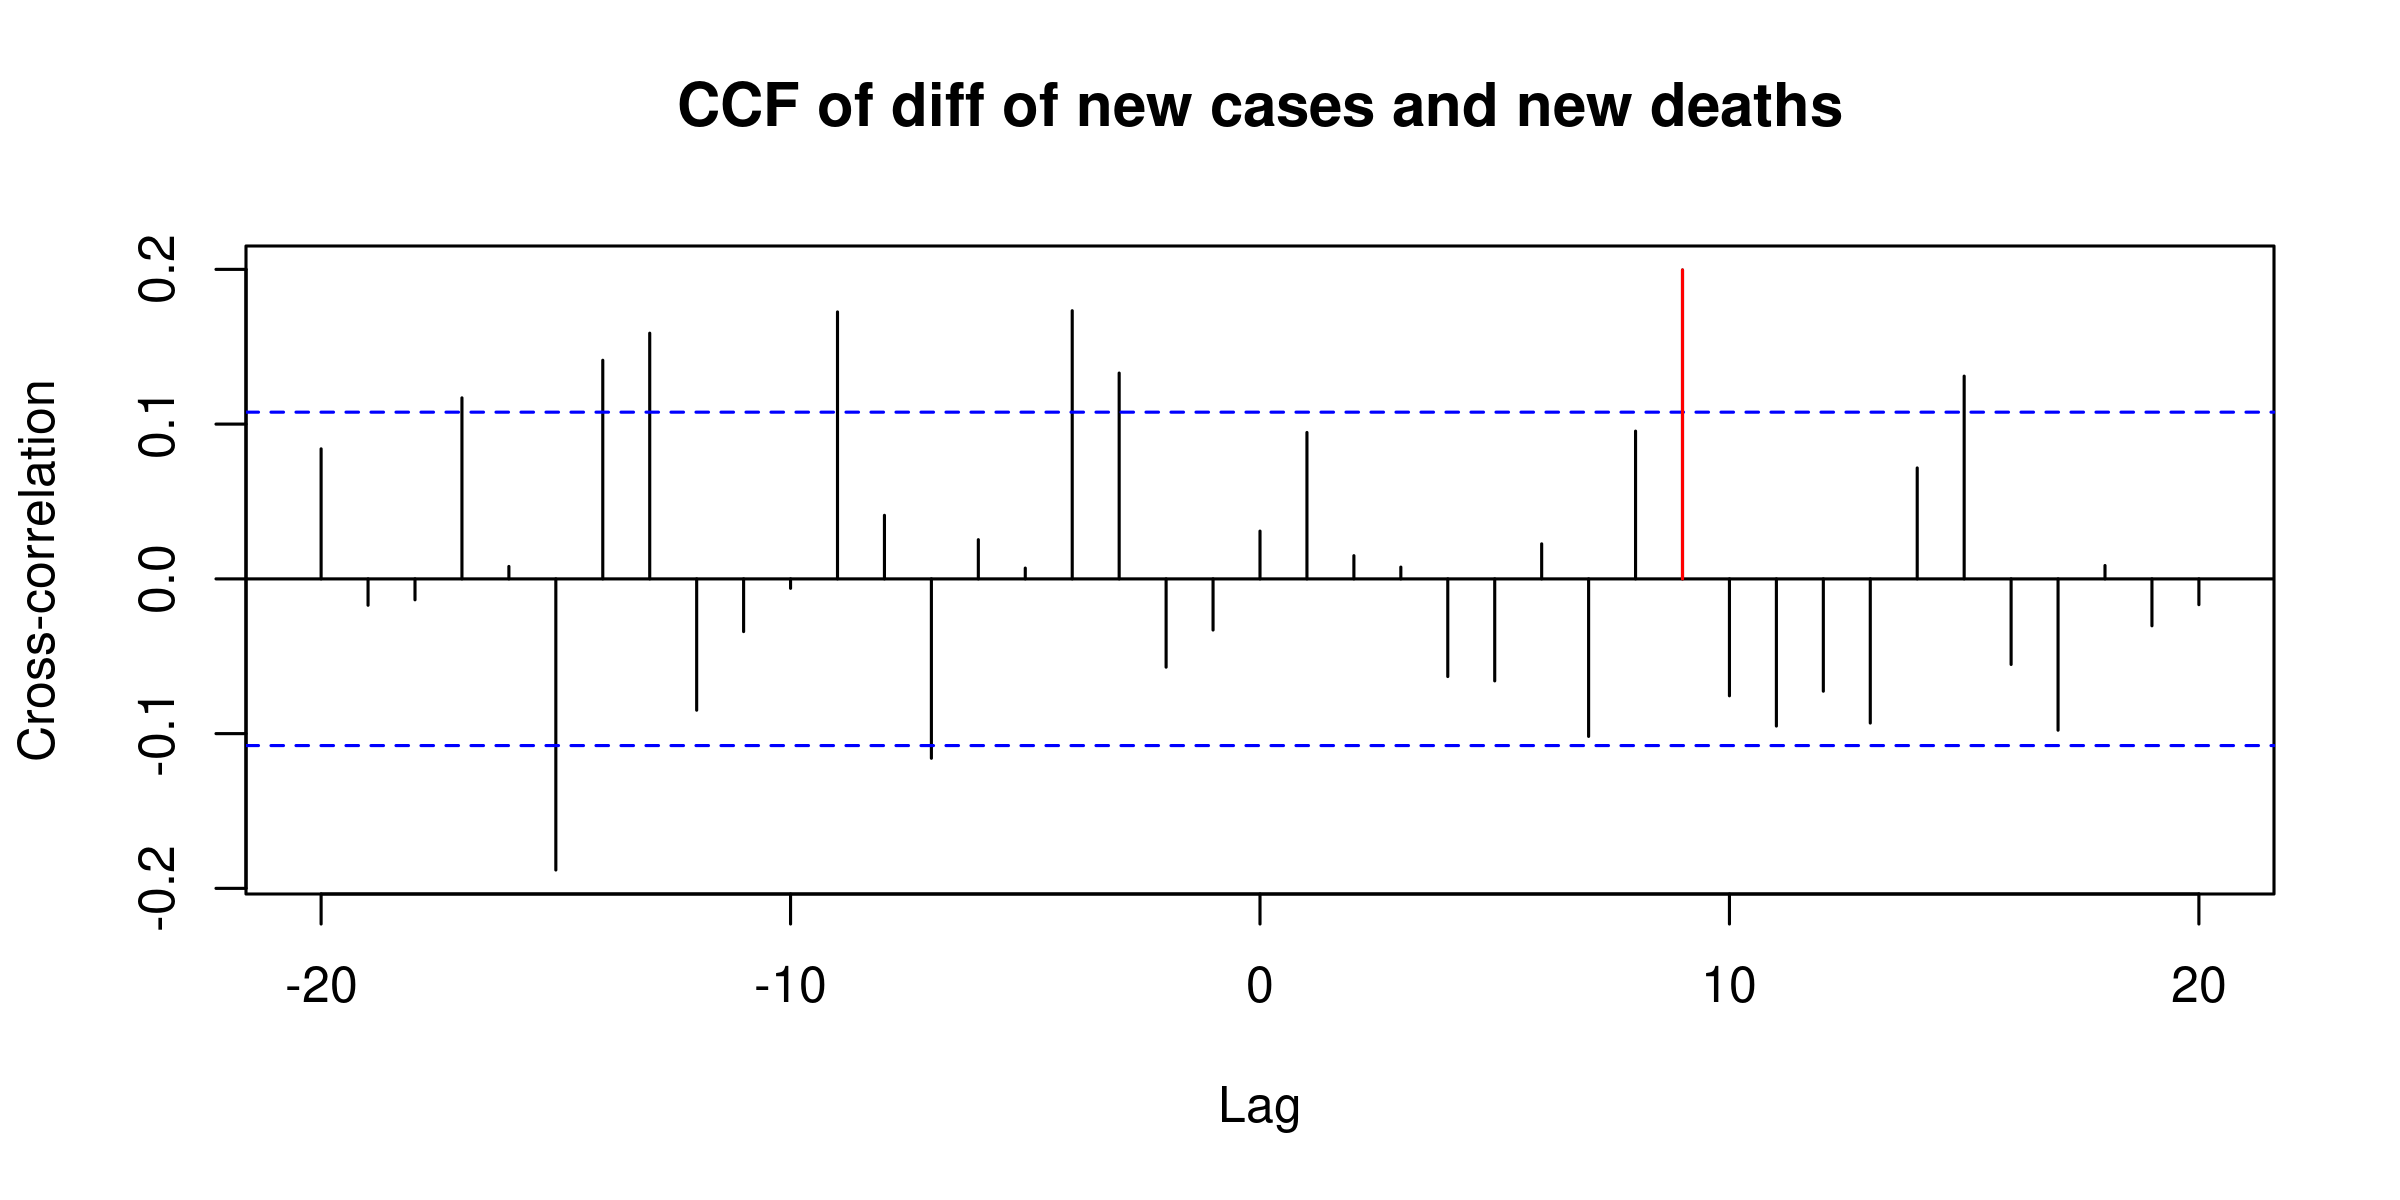 CCF of diff of new cases and new deaths
Cross-correlation
0.2
0.1
0.0
-0.1
-0.2
-20 -10 0 10 20
Lag